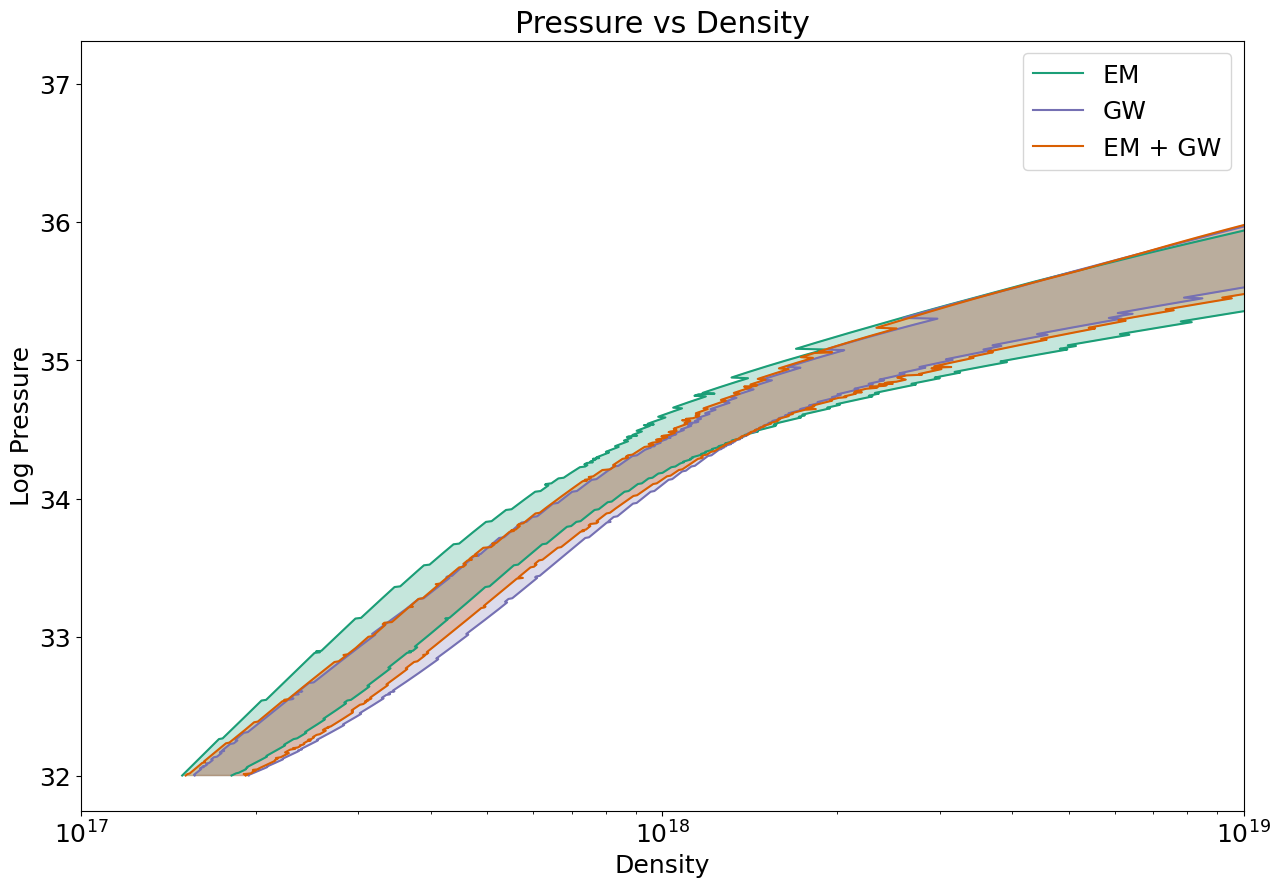 Pressure vs Density
EM
GW
EM + GW
37
36
35
34
33
32
Log Pressure
10^17
10^18
10^19
Density